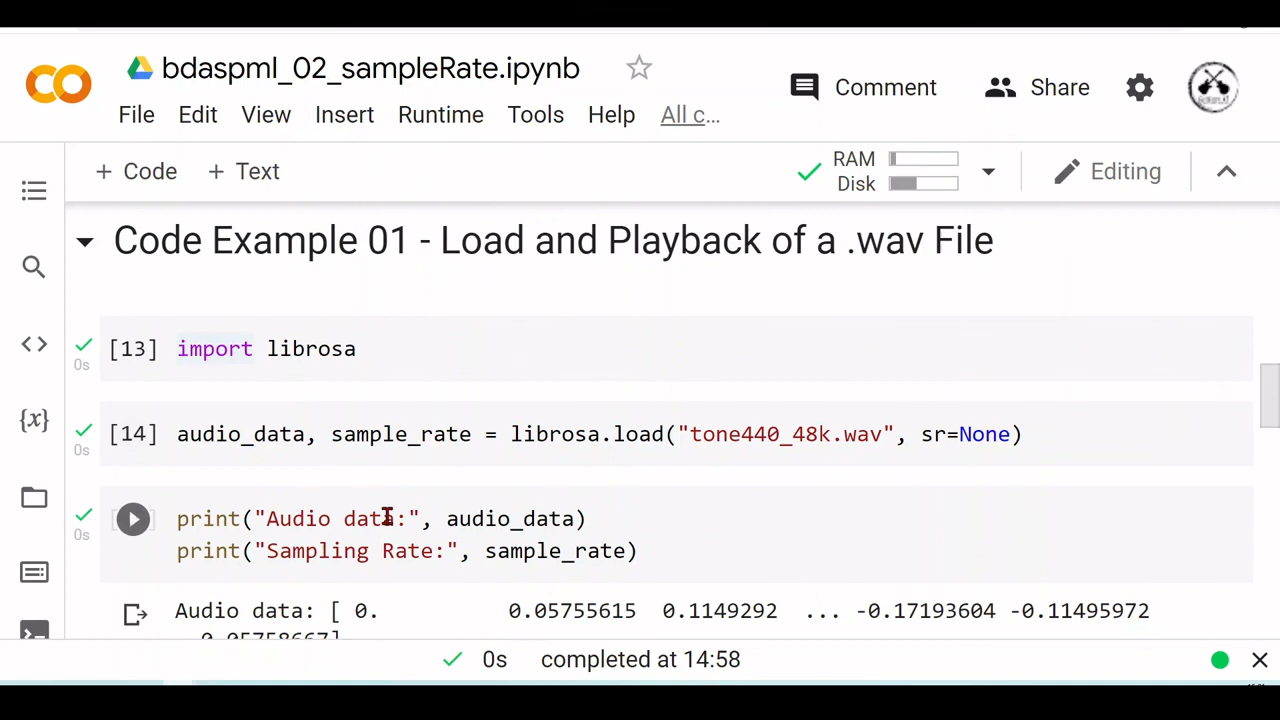 bdaspml_02_sampleRate.ipynb
Comment
Share
File Edit View Insert Runtime Tools Help All c...
+ Code + Text
RAM
Disk
Editing
Code Example 01 - Load and Playback of a .wav File
[13] import librosa
0s
[14] audio_data, sample_rate = librosa.load("tone440_48k.wav", sr=None)
0s
print("Audio data:", audio_data)
0s
print("Sampling Rate:", sample_rate)
Audio data: [ 0. 0.05755615 0.1149292 ... -0.17193604 -0.11495972
0.05758667]
0s completed at 14:58